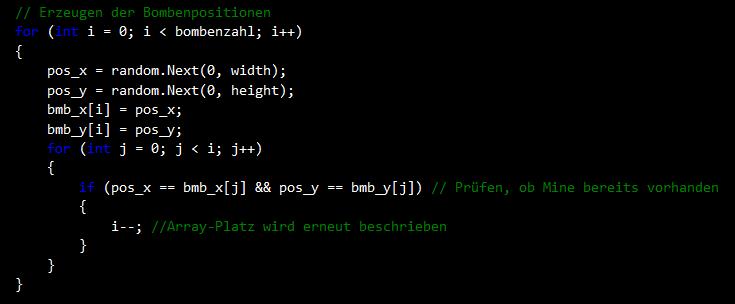 // Erzeugen der Bombenpositionen
for (int i = 0; i < bombenzahl; i++)
{
    pos_x = random.Next(0, width);
    pos_y = random.Next(0, height);
    bmb_x[i] = pos_x;
    bmb_y[i] = pos_y;
    for (int j = 0; j < i; j++)
    {
        if (pos_x == bmb_x[j] && pos_y == bmb_y[j]) // Prüfen, ob Mine bereits vorhanden
        {
            i--; //Array-Platz wird erneut beschrieben
        }
    }
}